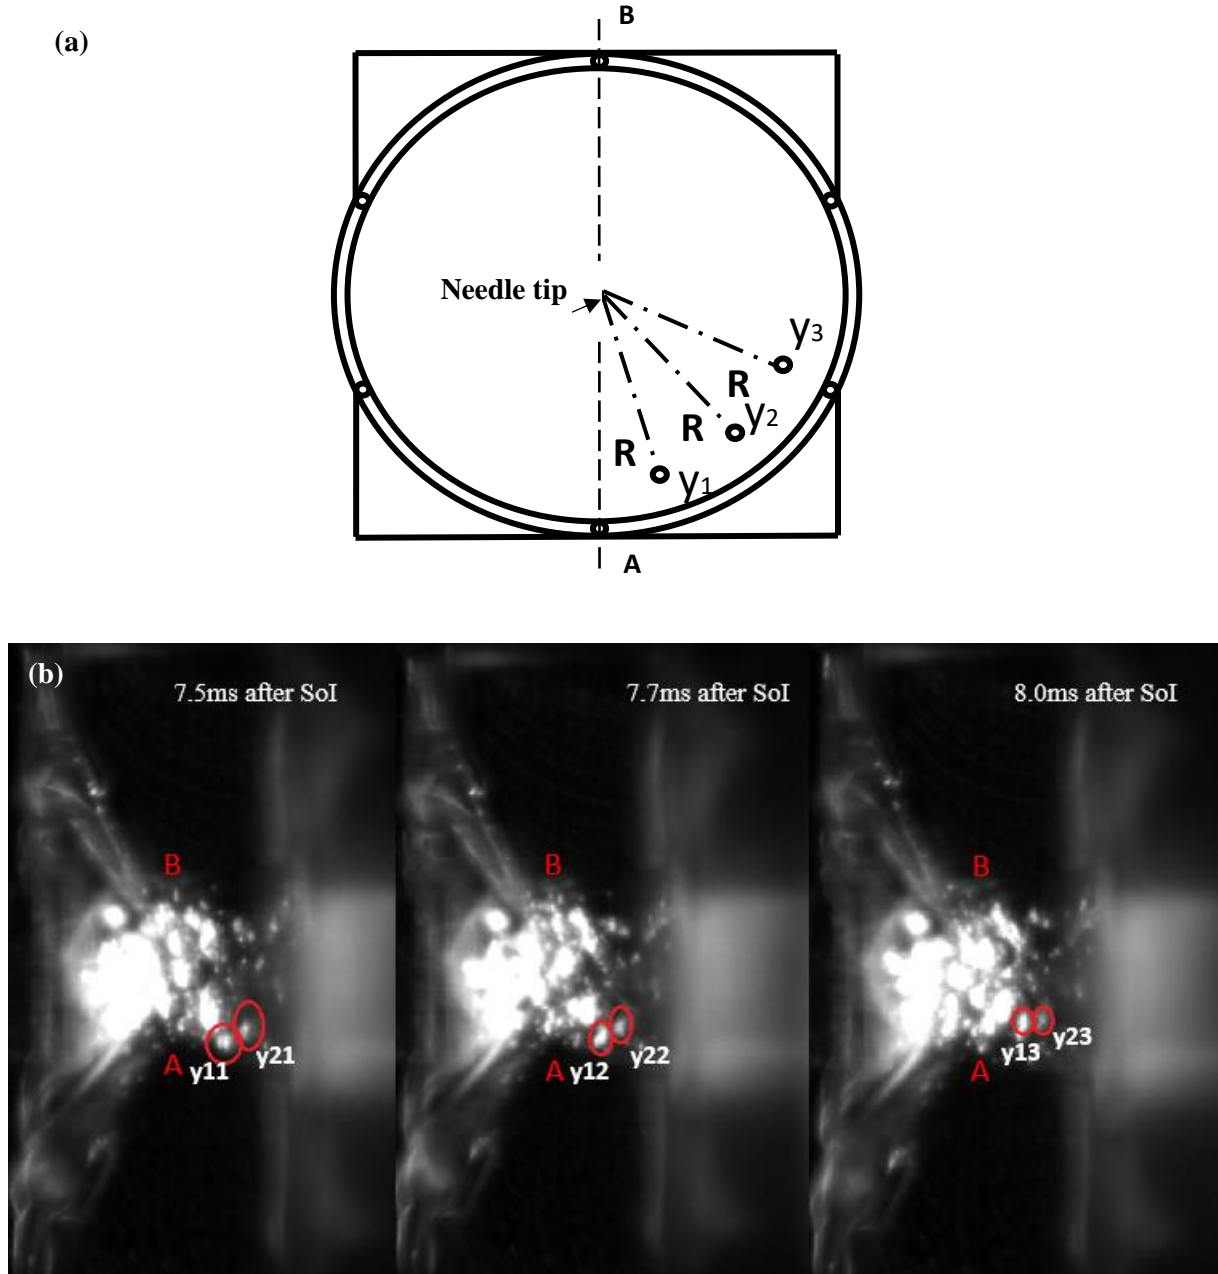 (a)
B
Needle tip
y3
R
y2
R
R
y1
A
(b)
7.5ms after SoI
7.7ms after SoI
8.0ms after SoI
B
B
B
A y11
y21
A y12
y22
A
y13
y23